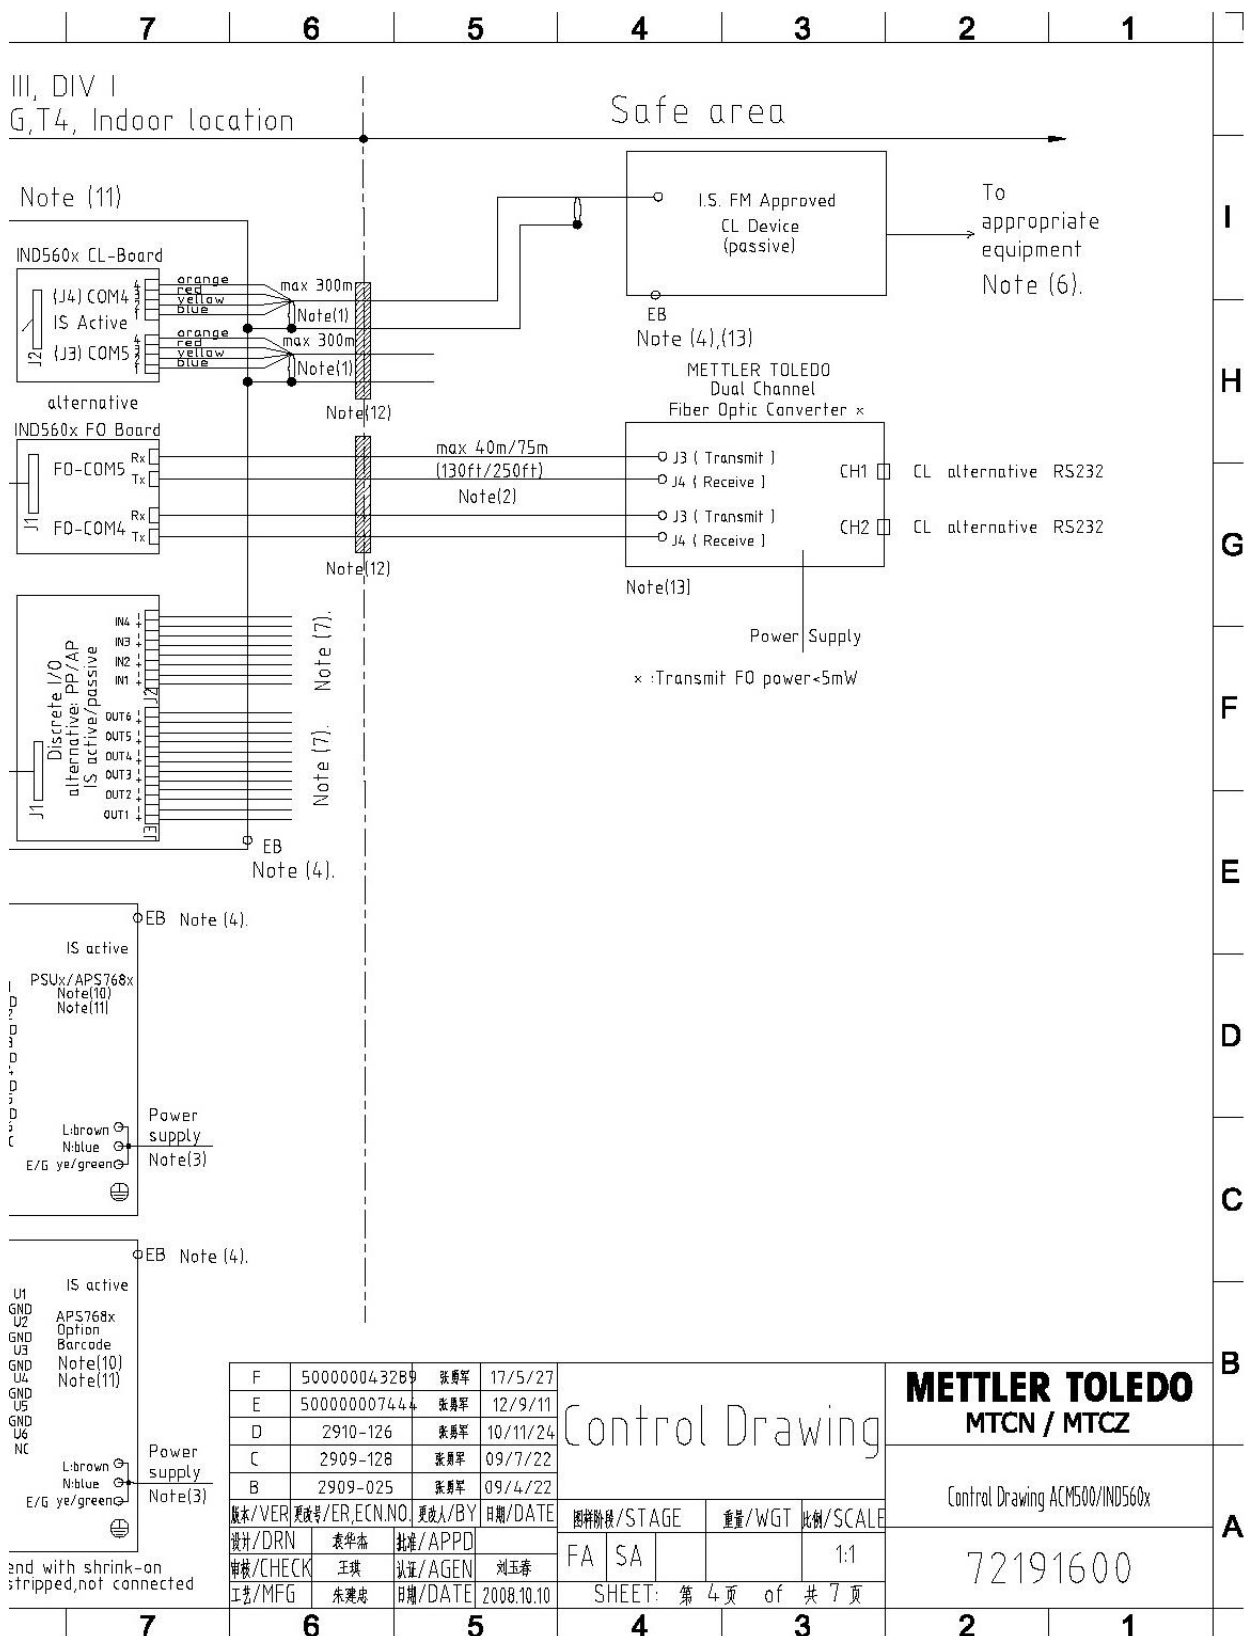 7 6 5 4 3 2 1
III, DIV I
G,T4, Indoor location
Safe area
Note (11)
I.S. FM Approved
CL Device
(passive)
To
appropriate
equipment
Note (6).
I
IND560x CL-Board
orange
red
yellow
blue
(J4) COM4
IS Active
(J3) COM5
J2
orange
red
yellow
blue
max 300m
Note(1)
max 300m
Note(1)
EB
Note (4),(13)
H
alternative
Note(12)
METTLER TOLEDO
Dual Channel
Fiber Optic Converter x
IND560x FO Board
Rx
FO-COM5
Tx
Rx
FO-COM4
Tx
J1
max 40m/75m
(130ft/250ft)
Note(2)
J3 ( Transmit )
J4 ( Receive )
J3 ( Transmit )
J4 ( Receive )
CH1
CL alternative RS232
CH2
CL alternative RS232
G
Note(12)
Note(13)
Power Supply
x :Transmit FO power<5mW
F
IN4
IN3
IN2
IN1
J2
OUT6
OUT5
OUT4
OUT3
OUT2
OUT1
Discrete I/O
alternative: PP/AP
IS active/passive
J1
Note (7).
Note (7).
EB
Note (4).
E
EB Note (4).
IS active
PSUx/APS768x
Note(10)
Note(11)
D
L:brown
N:blue
E/G ye/green
Power
supply
Note(3)
C
EB Note (4).
IS active
U1
GND
U2
GND
U3
GND
U4
GND
U5
GND
U6
NC
APS768x
Option
Barcode
Note(10)
Note(11)
B
L:brown
N:blue
E/G ye/green
Power
supply
Note(3)
end with shrink-on
stripped,not connected
F 500000043289 张勇军 17/5/27
E 500000007444 张勇军 12/9/11
D 2910-126 张勇军 10/11/24
C 2909-128 张勇军 09/7/22
B 2909-025 张勇军 09/4/22
版本/VER 更改号/ER,ECN.NO. 更改人/BY 日期/DATE
设计/DRN 袁华杰 批准/APPD
审核/CHECK 王琪 认证/AGEN 刘玉春
工艺/MFG 朱建忠 日期/DATE 2008.10.10
Control Drawing
图样阶段/STAGE 重量/WGT 比例/SCALE
FA SA 1:1
SHEET: 第 4 页 of 共 7 页
METTLER TOLEDO
MTCN / MTCZ
Control Drawing ACM500/IND560x
72191600
A
7 6 5 4 3 2 1